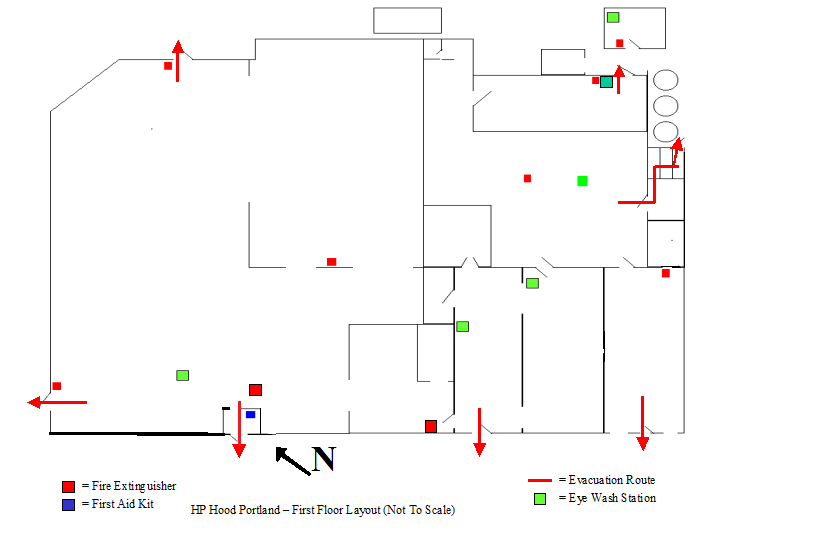 N
= Fire Extinguisher
= First Aid Kit
HP Hood Portland – First Floor Layout (Not To Scale)
= Evacuation Route
= Eye Wash Station